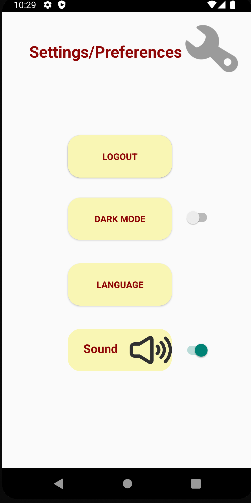 10:29
Settings/Preferences
LOGOUT
DARK MODE
LANGUAGE
Sound